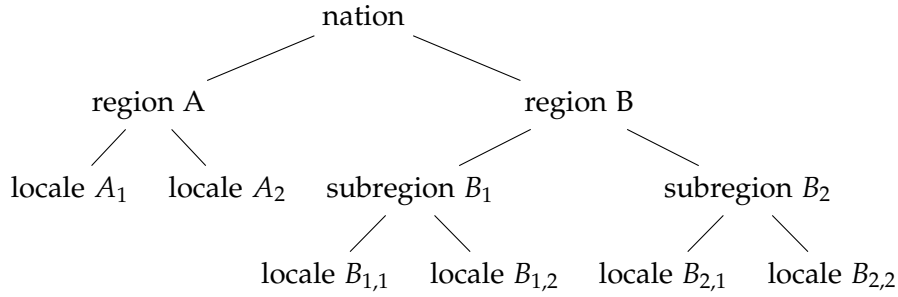 nation
region A region B
locale A₁ locale A₂ subregion B₁ subregion B₂
locale B₁,₁ locale B₁,₂ locale B₂,₁ locale B₂,₂